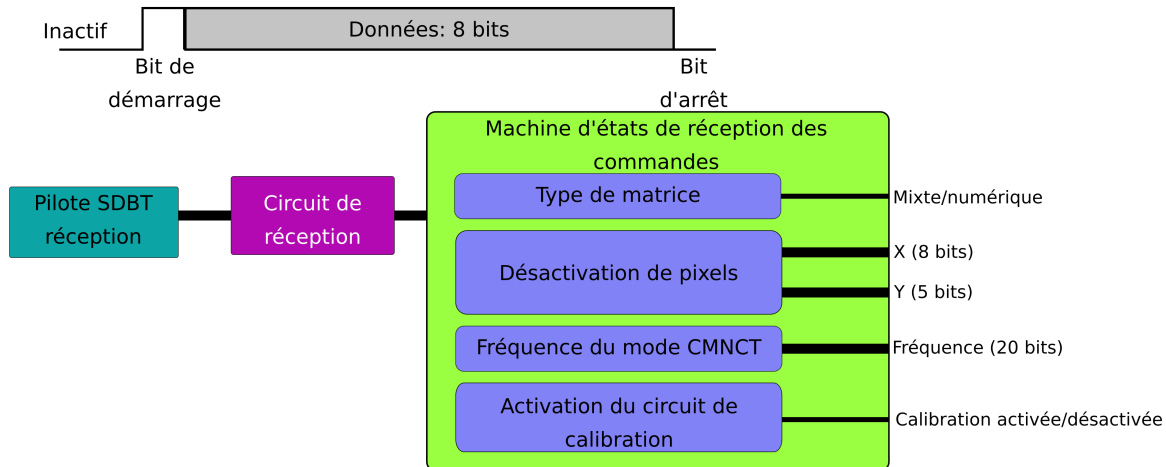 Inactif
Données: 8 bits
Bit de
démarrage
Bit
d'arrêt
Machine d'états de réception des
commandes
Pilote SDBT
réception
Circuit de
réception
Type de matrice
Mixte/numérique
Désactivation de pixels
X (8 bits)
Y (5 bits)
Fréquence du mode CMNCT
Fréquence (20 bits)
Activation du circuit de
calibration
Calibration activée/désactivée